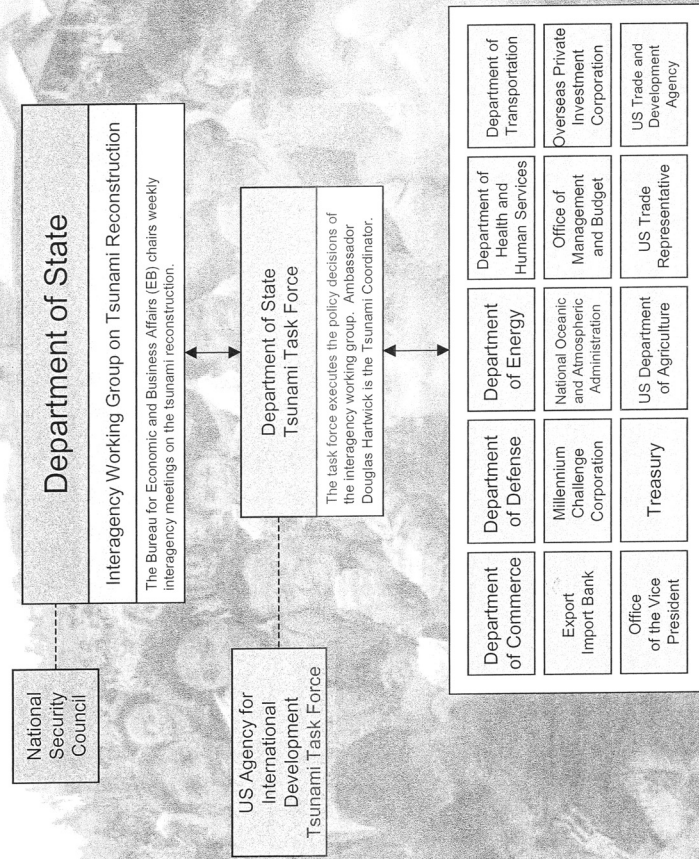 National
Security
Council
Department of State
Interagency Working Group on Tsunami Reconstruction
The Bureau for Economic and Business Affairs (EB) chairs weekly
interagency meetings on the tsunami reconstruction.
US Agency for
International
Development
Tsunami Task Force
Department of State
Tsunami Task Force
The task force executes the policy decisions of
the interagency working group. Ambassador
Douglas Hartwick is the Tsunami Coordinator.
Department
of Commerce
Department
of Defense
Department
of Energy
Department of
Health and
Human Services
Department of
Transportation
Export
Import Bank
Millennium
Challenge
Corporation
National Oceanic
and Atmospheric
Administration
Office of
Management
and Budget
Overseas Private
Investment
Corporation
Office
of the Vice
President
Treasury
US Department
of Agriculture
US Trade
Representative
US Trade and
Development
Agency